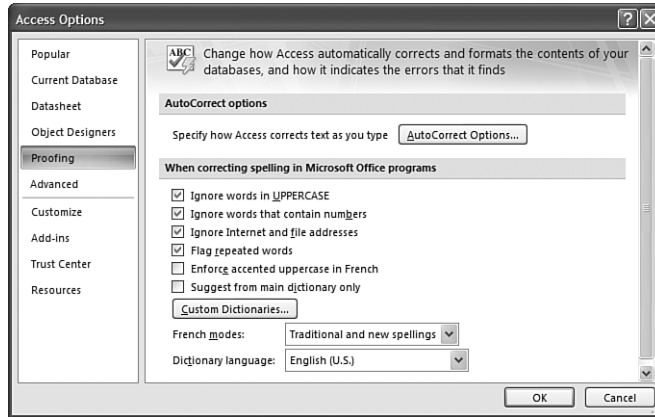 Access Options
Popular
Current Database
Datasheet
Object Designers
Proofing
Advanced
Customize
Add-ins
Trust Center
Resources
ABC
Change how Access automatically corrects and formats the contents of your
databases, and how it indicates the errors that it finds
AutoCorrect options
Specify how Access corrects text as you type
AutoCorrect Options...
When correcting spelling in Microsoft Office programs
Ignore words in UPPERCASE
Ignore words that contain numbers
Ignore Internet and file addresses
Flag repeated words
Enforce accented uppercase in French
Suggest from main dictionary only
Custom Dictionaries...
French modes: Traditional and new spellings
Dictionary language: English (U.S.)
OK Cancel